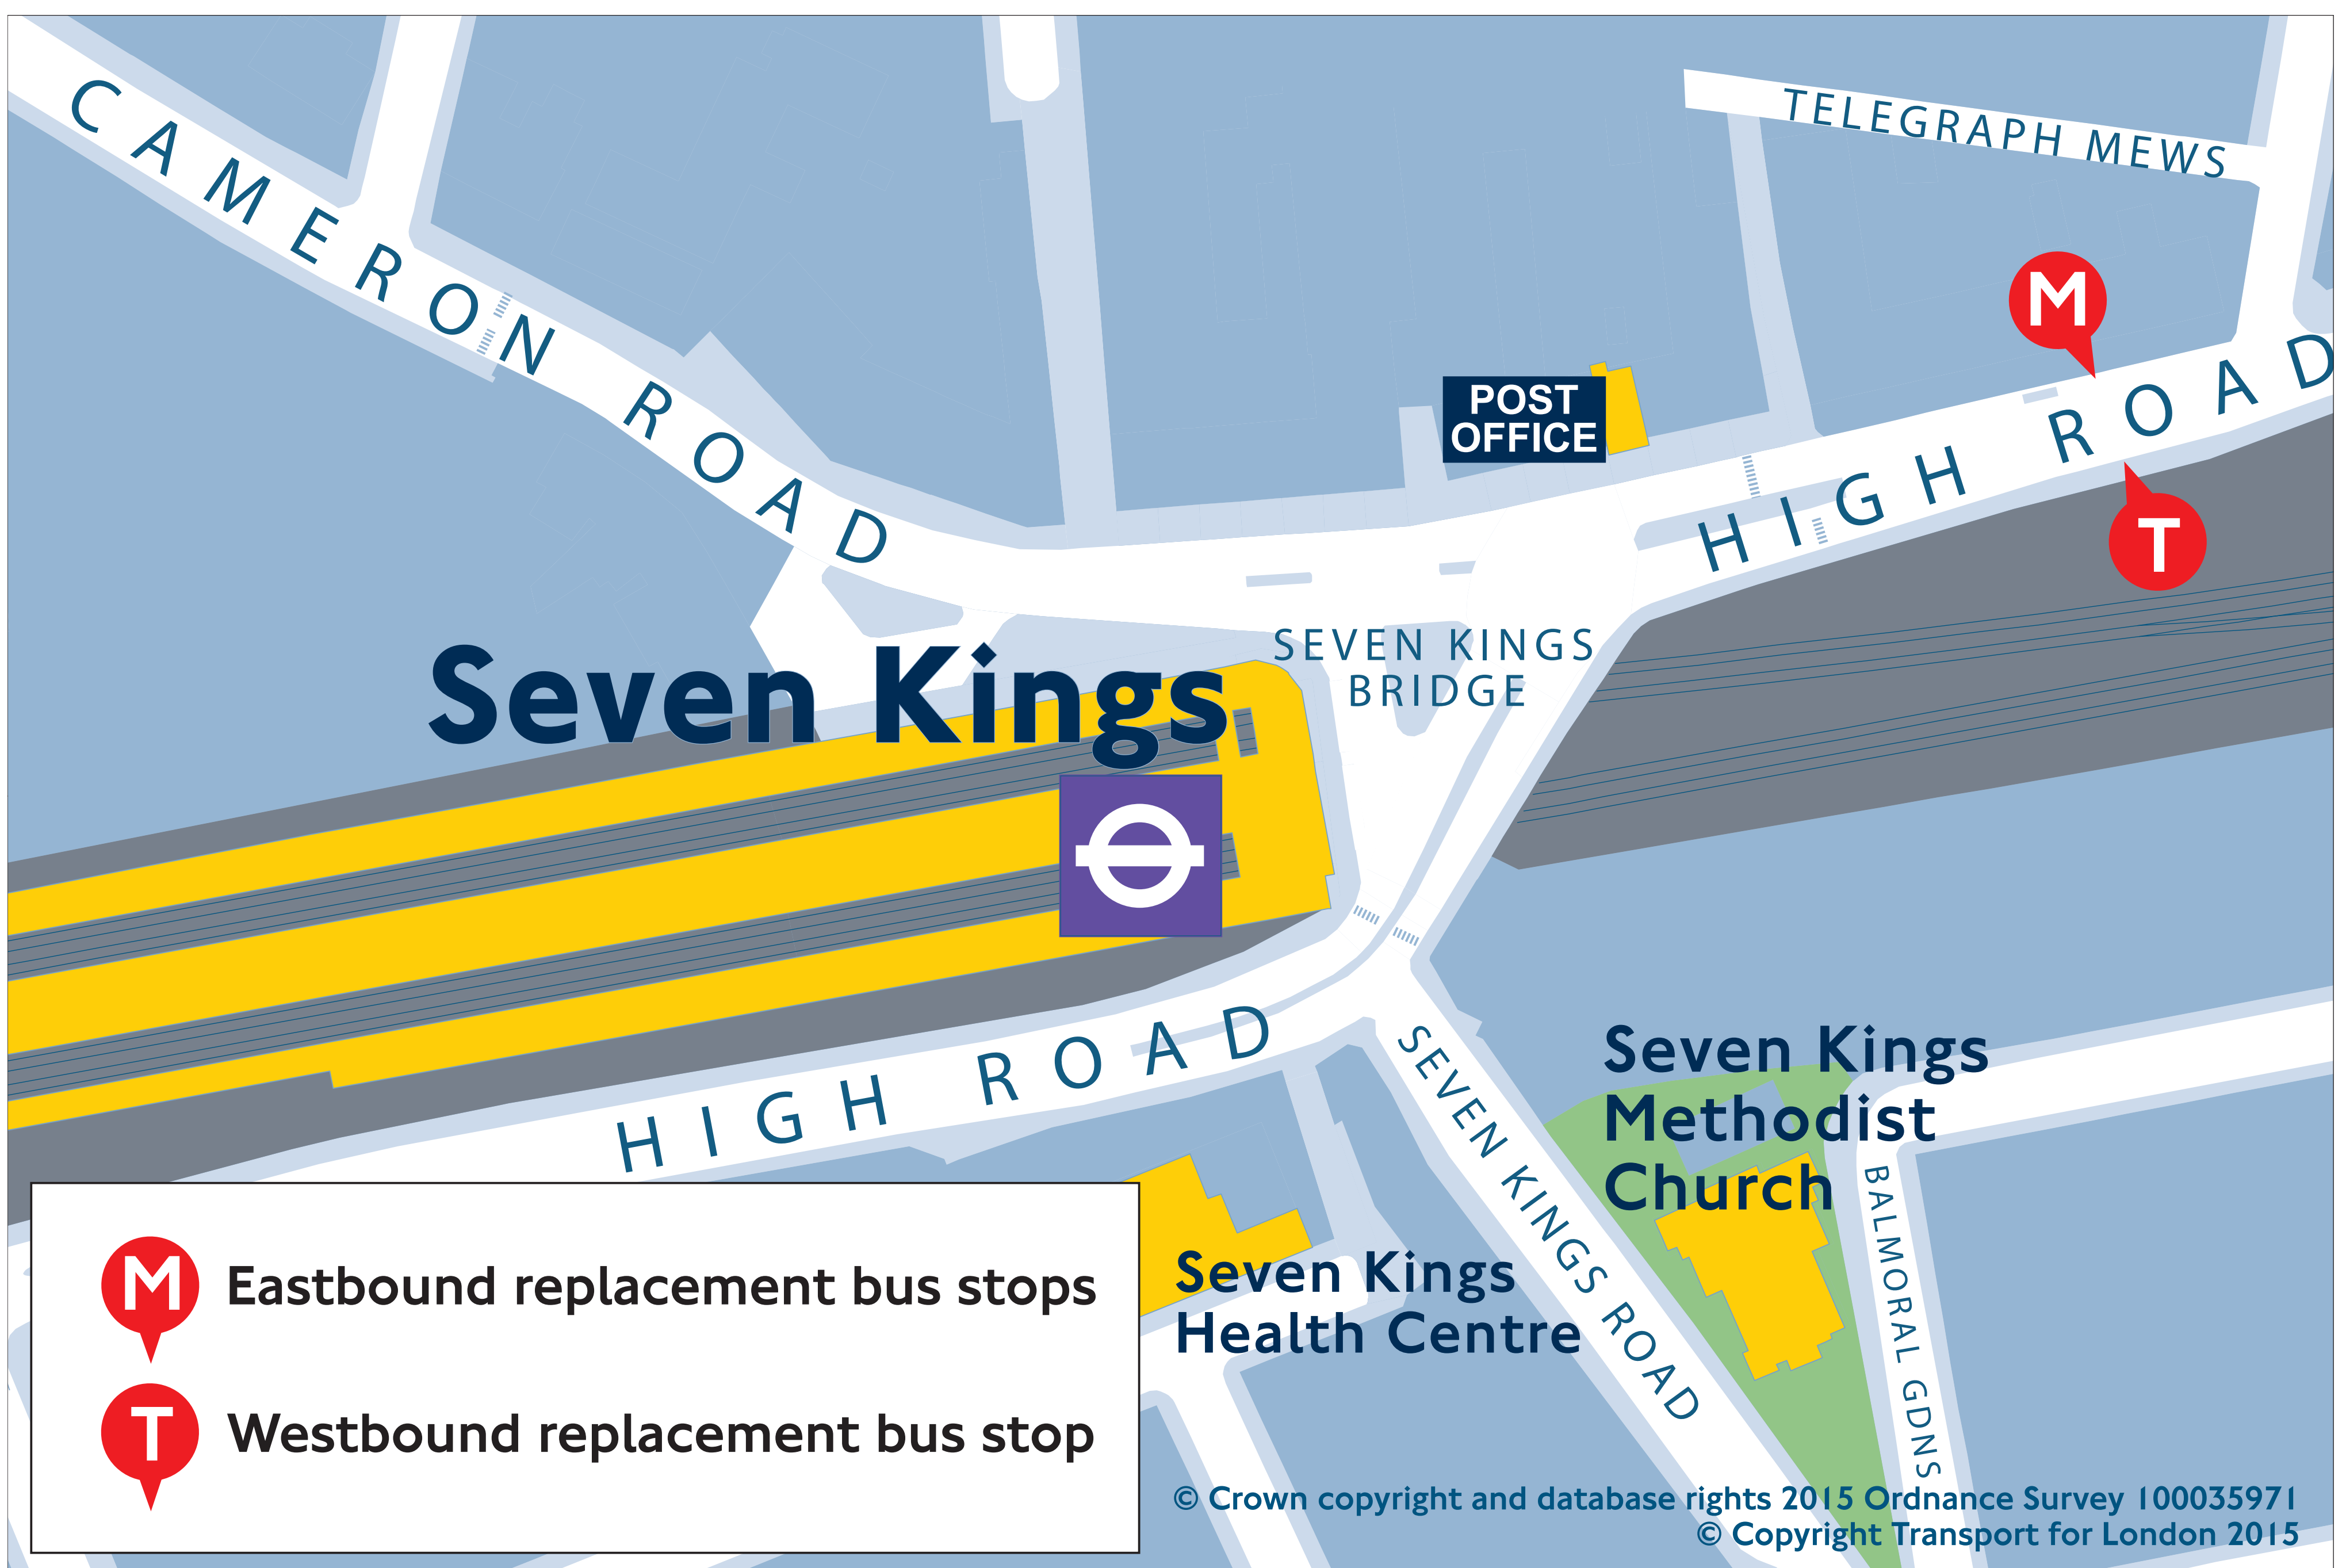 CAMERON ROAD
TELEGRAPH MEWS
M
POST
OFFICE
HIGH ROAD
T
SEVEN KINGS
BRIDGE
Seven Kings
HIGH ROAD
SEVEN KINGS ROAD
Seven Kings
Methodist
Church
BALMORAL GDNS
Seven Kings
Health Centre
M Eastbound replacement bus stops
T Westbound replacement bus stop
© Crown copyright and database rights 2015 Ordnance Survey 100035971
© Copyright Transport for London 2015